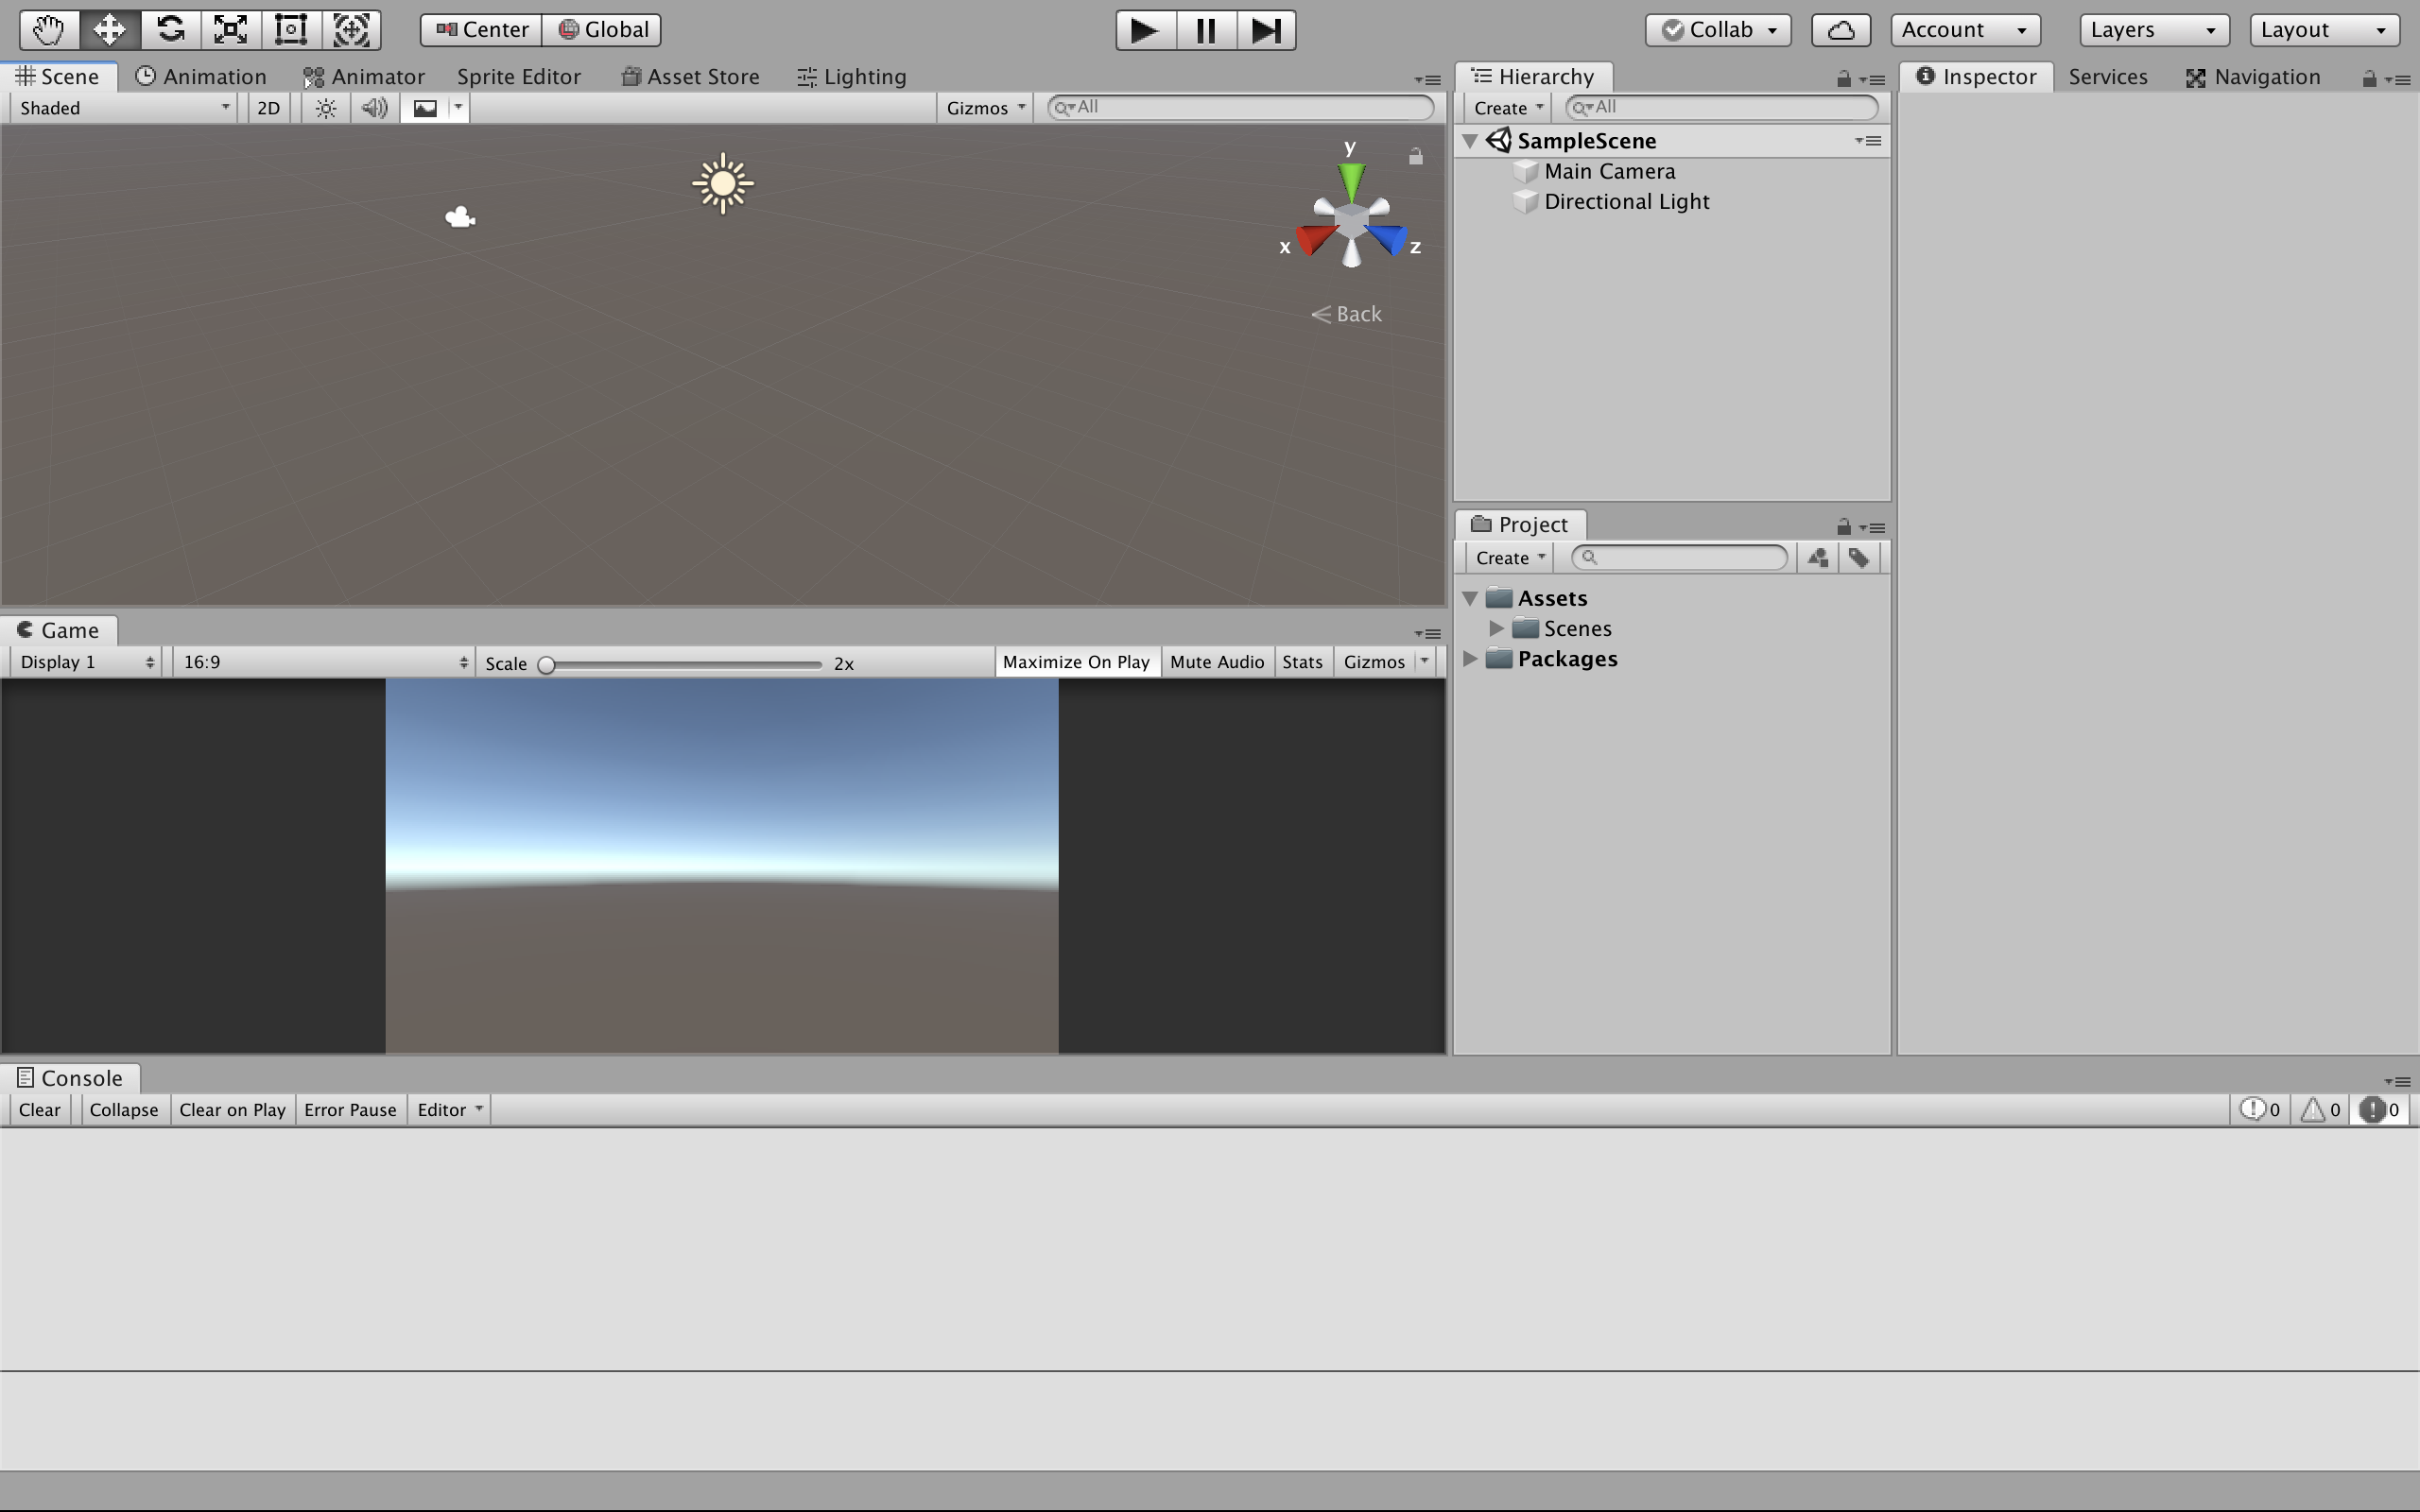 Center Global Collab Account Layers Layout
Scene Animation Animator Sprite Editor Asset Store Lighting
Shaded 2D Gizmos All
y
x z
Back
Game
Display 1 16:9 Scale 2x Maximize On Play Mute Audio Stats Gizmos
Hierarchy
Create All
SampleScene
Main Camera
Directional Light
Project
Create
Assets
Scenes
Packages
Inspector Services Navigation
Console
Clear Collapse Clear on Play Error Pause Editor 0 0 0